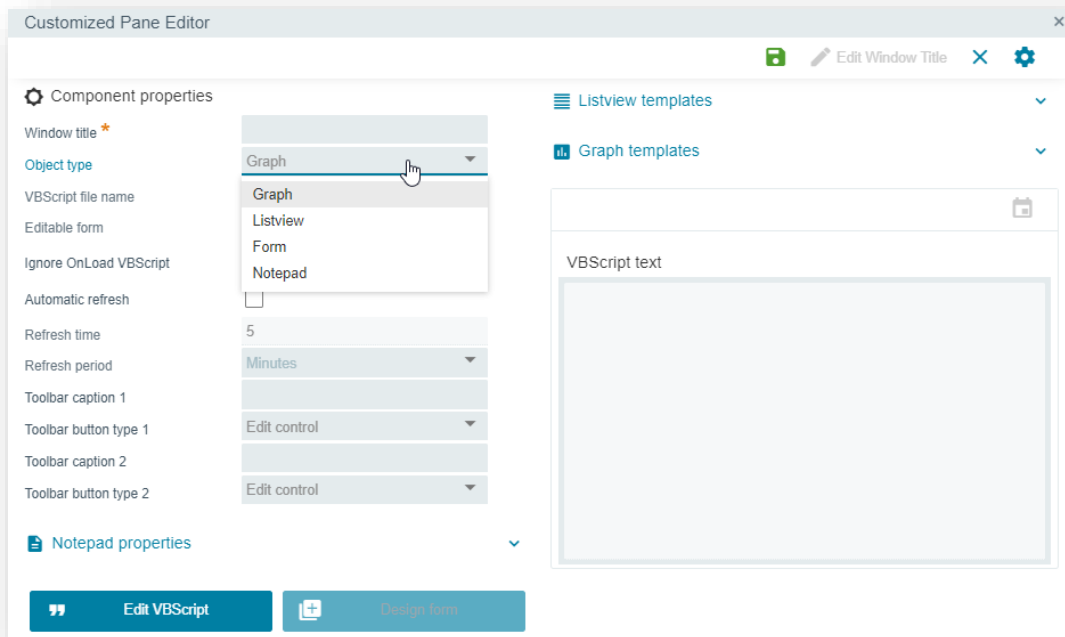 Customized Pane Editor
Edit Window Title
Component properties
Window title *
Object type
Graph
Graph
Listview
Form
Notepad
VBScript file name
Editable form
Ignore OnLoad VBScript
Automatic refresh
Refresh time
5
Refresh period
Minutes
Toolbar caption 1
Toolbar button type 1
Edit control
Toolbar caption 2
Toolbar button type 2
Edit control
Notepad properties
Edit VBScript
Design form
Listview templates
Graph templates
VBScript text